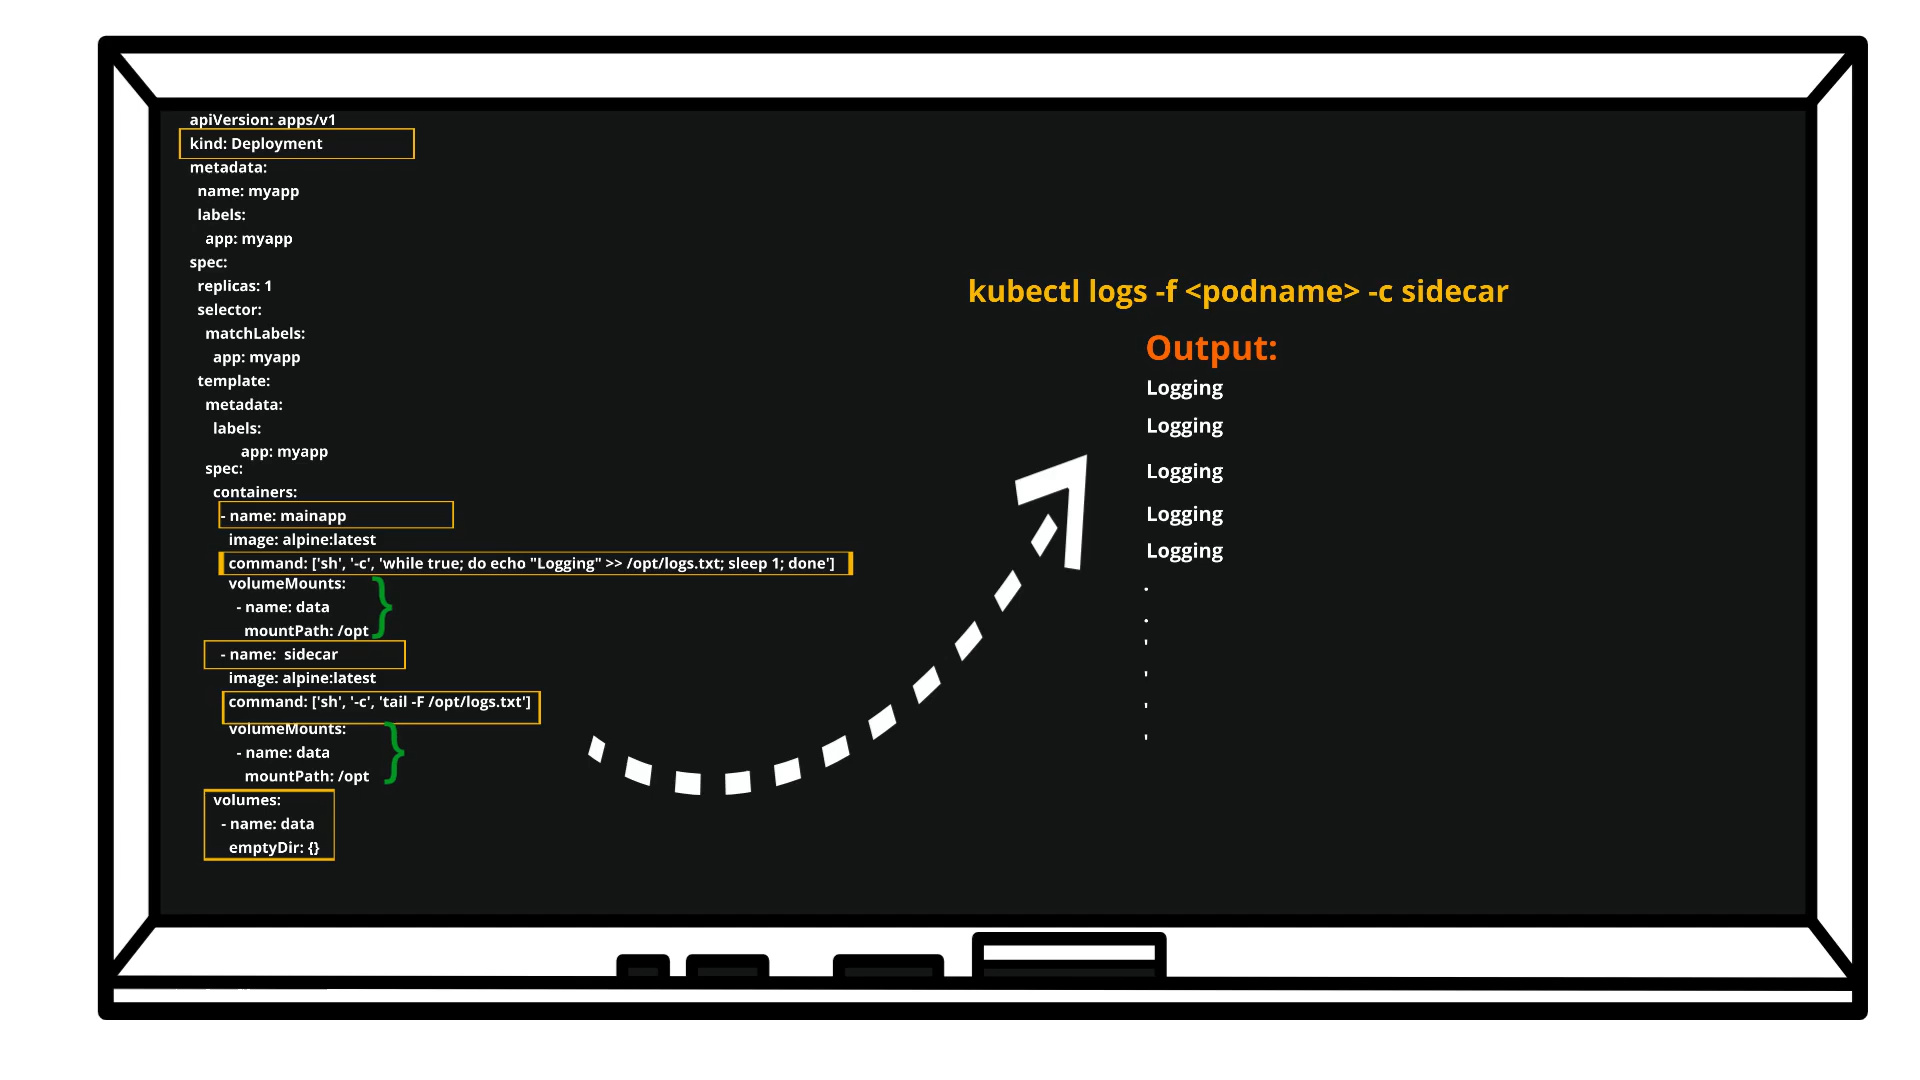 apiVersion: apps/v1
kind: Deployment
metadata:
  name: myapp
  labels:
    app: myapp
spec:
  replicas: 1
  selector:
    matchLabels:
      app: myapp
  template:
    metadata:
      labels:
        app: myapp
    spec:
      containers:
      - name: mainapp
        image: alpine:latest
        command: ['sh', '-c', 'while true; do echo "Logging" >> /opt/logs.txt; sleep 1; done']
        volumeMounts:
          - name: data
            mountPath: /opt
      - name:  sidecar
        image: alpine:latest
        command: ['sh', '-c', 'tail -F /opt/logs.txt']
        volumeMounts:
          - name: data
            mountPath: /opt
      volumes:
      - name: data
        emptyDir: {}
kubectl logs -f <podname> -c sidecar
Output:
Logging
Logging
Logging
Logging
Logging
.
.
'
'
'
'